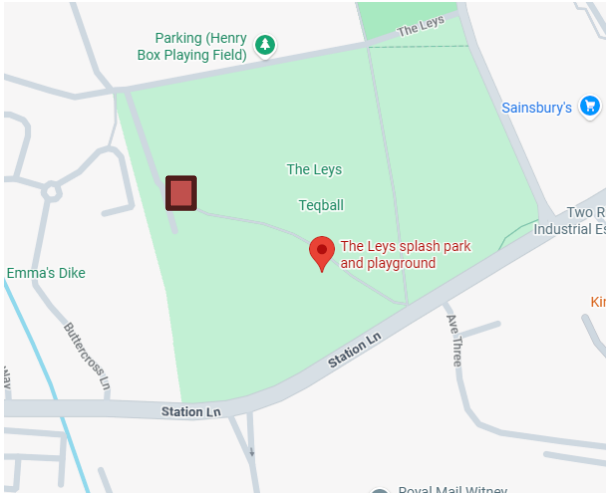 The Leys
Parking (Henry
Box Playing Field)
Sainsbury's
The Leys
Teqball
Two R
Industrial Es
The Leys splash park
and playground
Emma's Dike
Kir
Ave Three
Buttercross Ln
Station Ln
Way
Station Ln
Royal Mail Witney